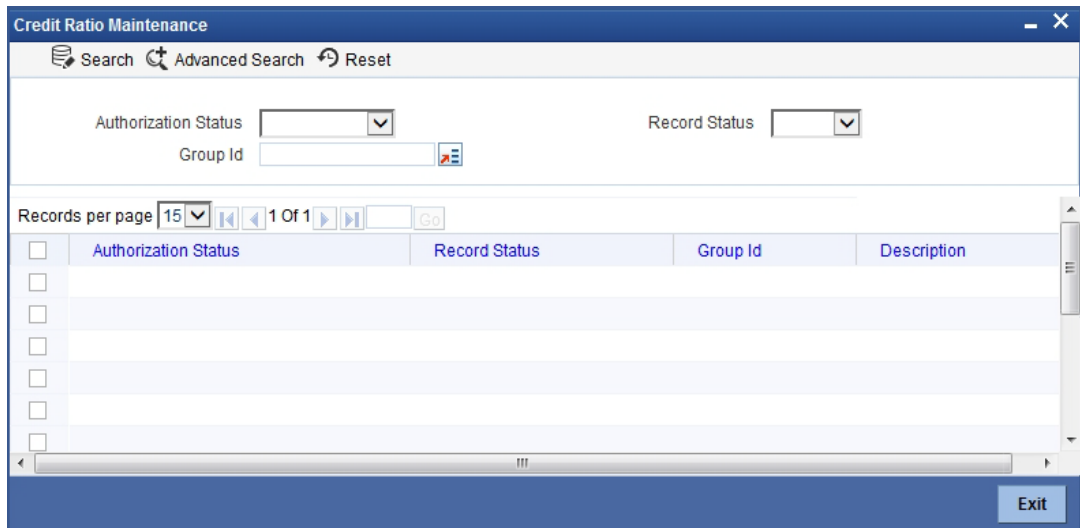 Credit Ratio Maintenance
Search Advanced Search Reset
Authorization Status Record Status
Group Id
Records per page 15 1 Of 1 Go
Authorization Status Record Status Group Id Description
Exit